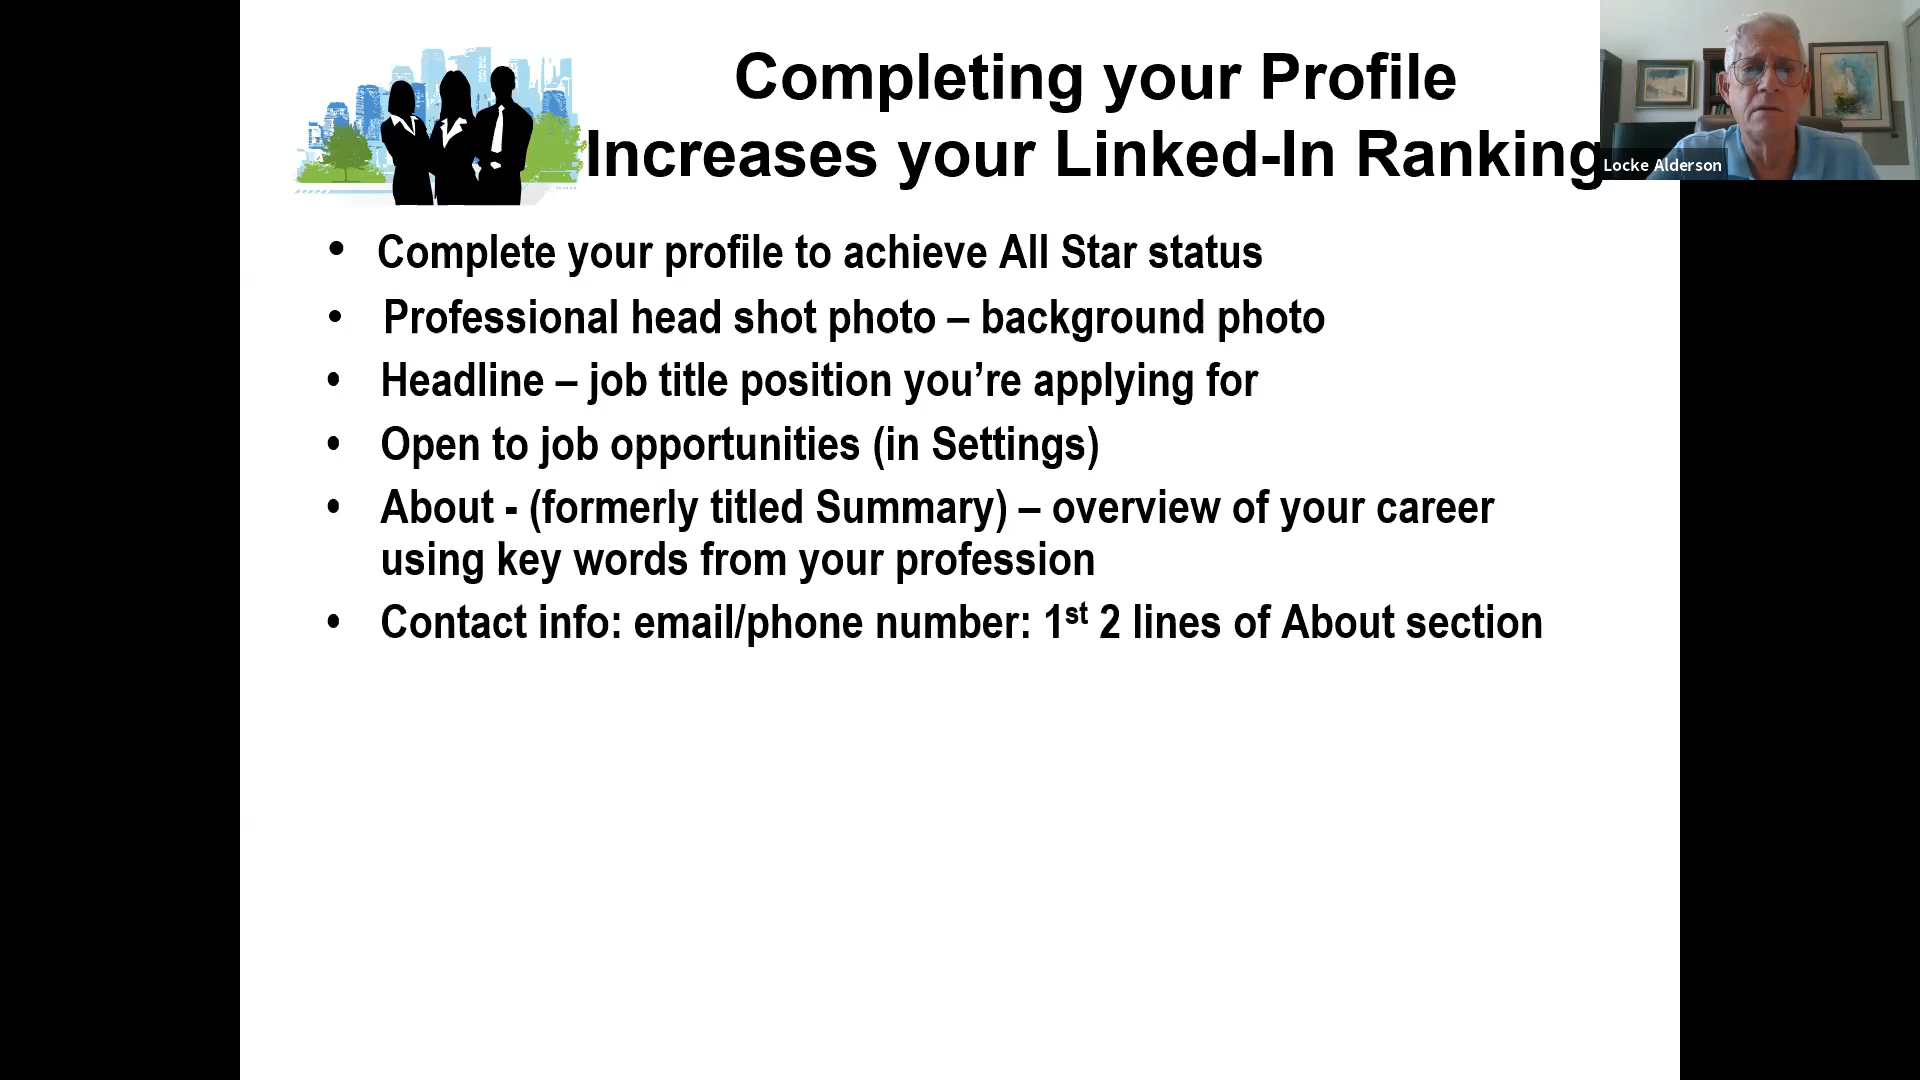 Completing your Profile
Increases your Linked-In Ranking
Locke Alderson
• Complete your profile to achieve All Star status
• Professional head shot photo – background photo
• Headline – job title position you’re applying for
• Open to job opportunities (in Settings)
• About - (formerly titled Summary) – overview of your career
using key words from your profession
• Contact info: email/phone number: 1st 2 lines of About section